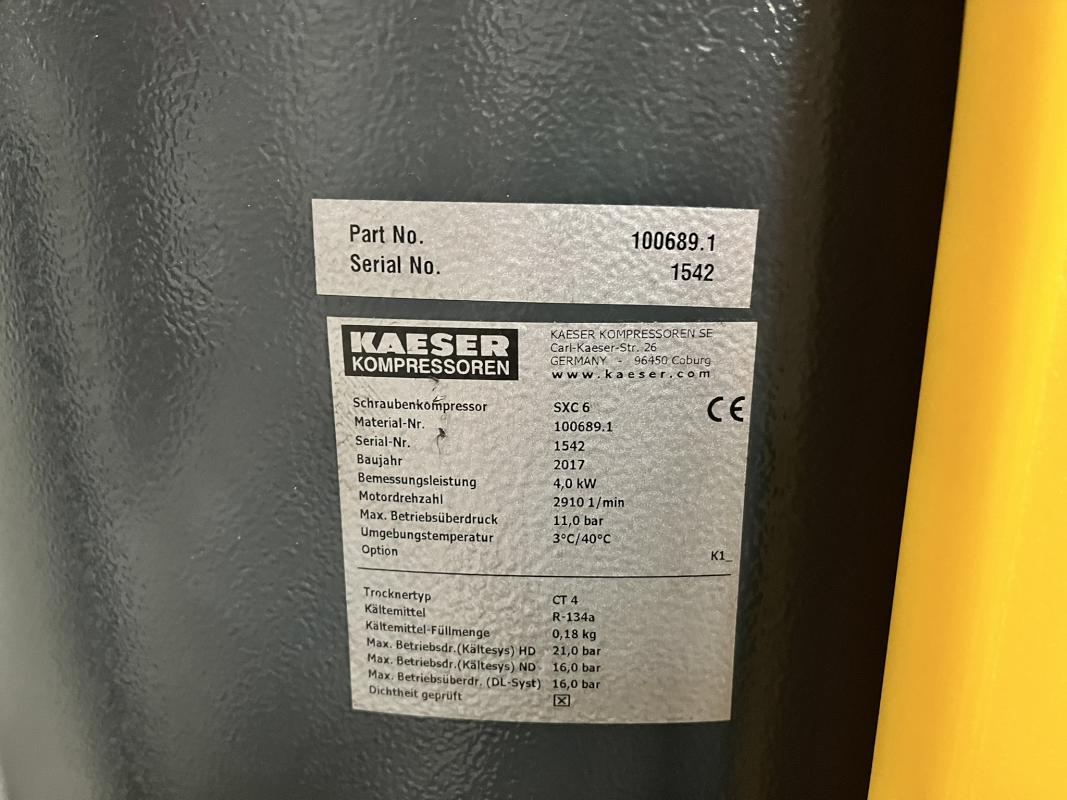 Part No. 100689.1
Serial No. 1542
KAESER
KOMPRESSOREN
KAESER KOMPRESSOREN SE
Carl-Kaeser-Str. 26
GERMANY - 96450 Coburg
www.kaeser.com
CE
Schraubenkompressor SXC 6
Material-Nr. 100689.1
Serial-Nr. 1542
Baujahr 2017
Bemessungsleistung 4,0 kW
Motordrehzahl 2910 1/min
Max. Betriebsüberdruck 11,0 bar
Umgebungstemperatur 3°C/40°C
Option K1_
Trocknertyp CT 4
Kältemittel R-134a
Kältemittel-Füllmenge 0,18 kg
Max. Betriebsdr.(Kältesys) HD 21,0 bar
Max. Betriebsdr.(Kältesys) ND 16,0 bar
Max. Betriebsüberdr. (DL-Syst) 16,0 bar
Dichtheit geprüft ☒